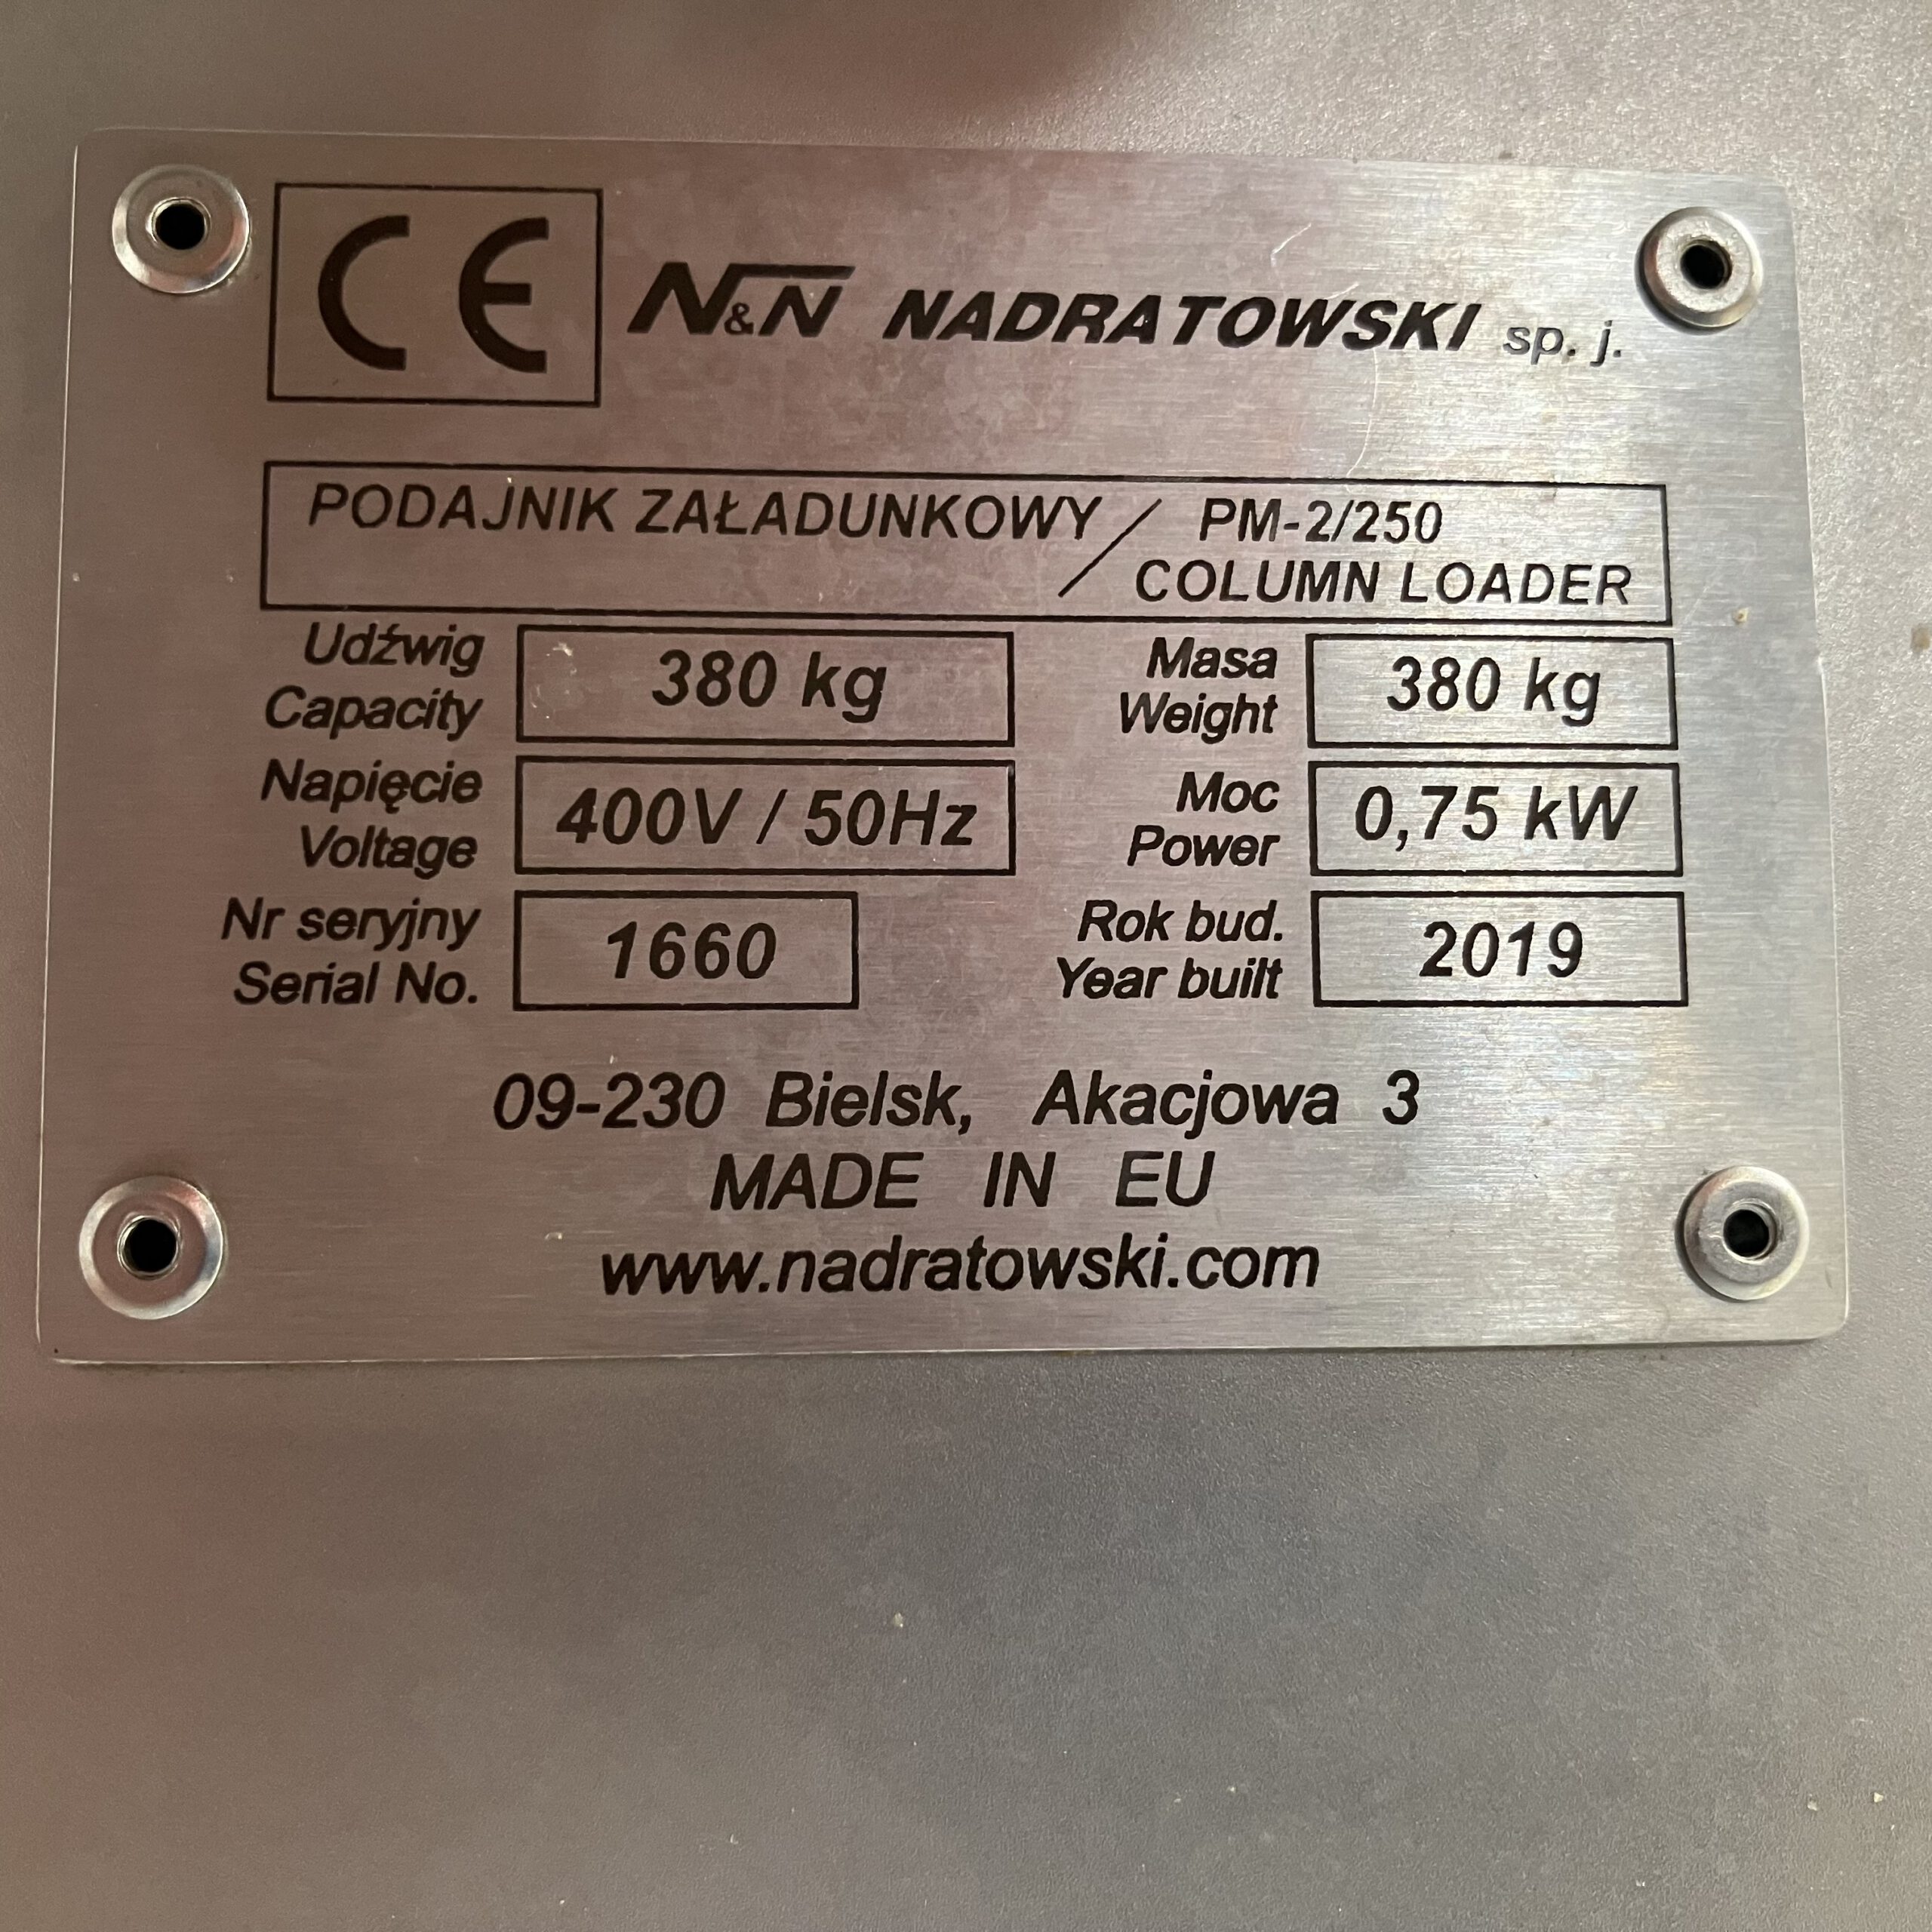 CE N&N NADRATOWSKI sp. j.
PODAJNIK ZAŁADUNKOWY / PM-2/250
COLUMN LOADER
Udźwig
Capacity
380 kg
Masa
Weight
380 kg
Napięcie
Voltage
400V / 50Hz
Moc
Power
0,75 kW
Nr seryjny
Serial No.
1660
Rok bud.
Year built
2019
09-230 Bielsk, Akacjowa 3
MADE IN EU
www.nadratowski.com